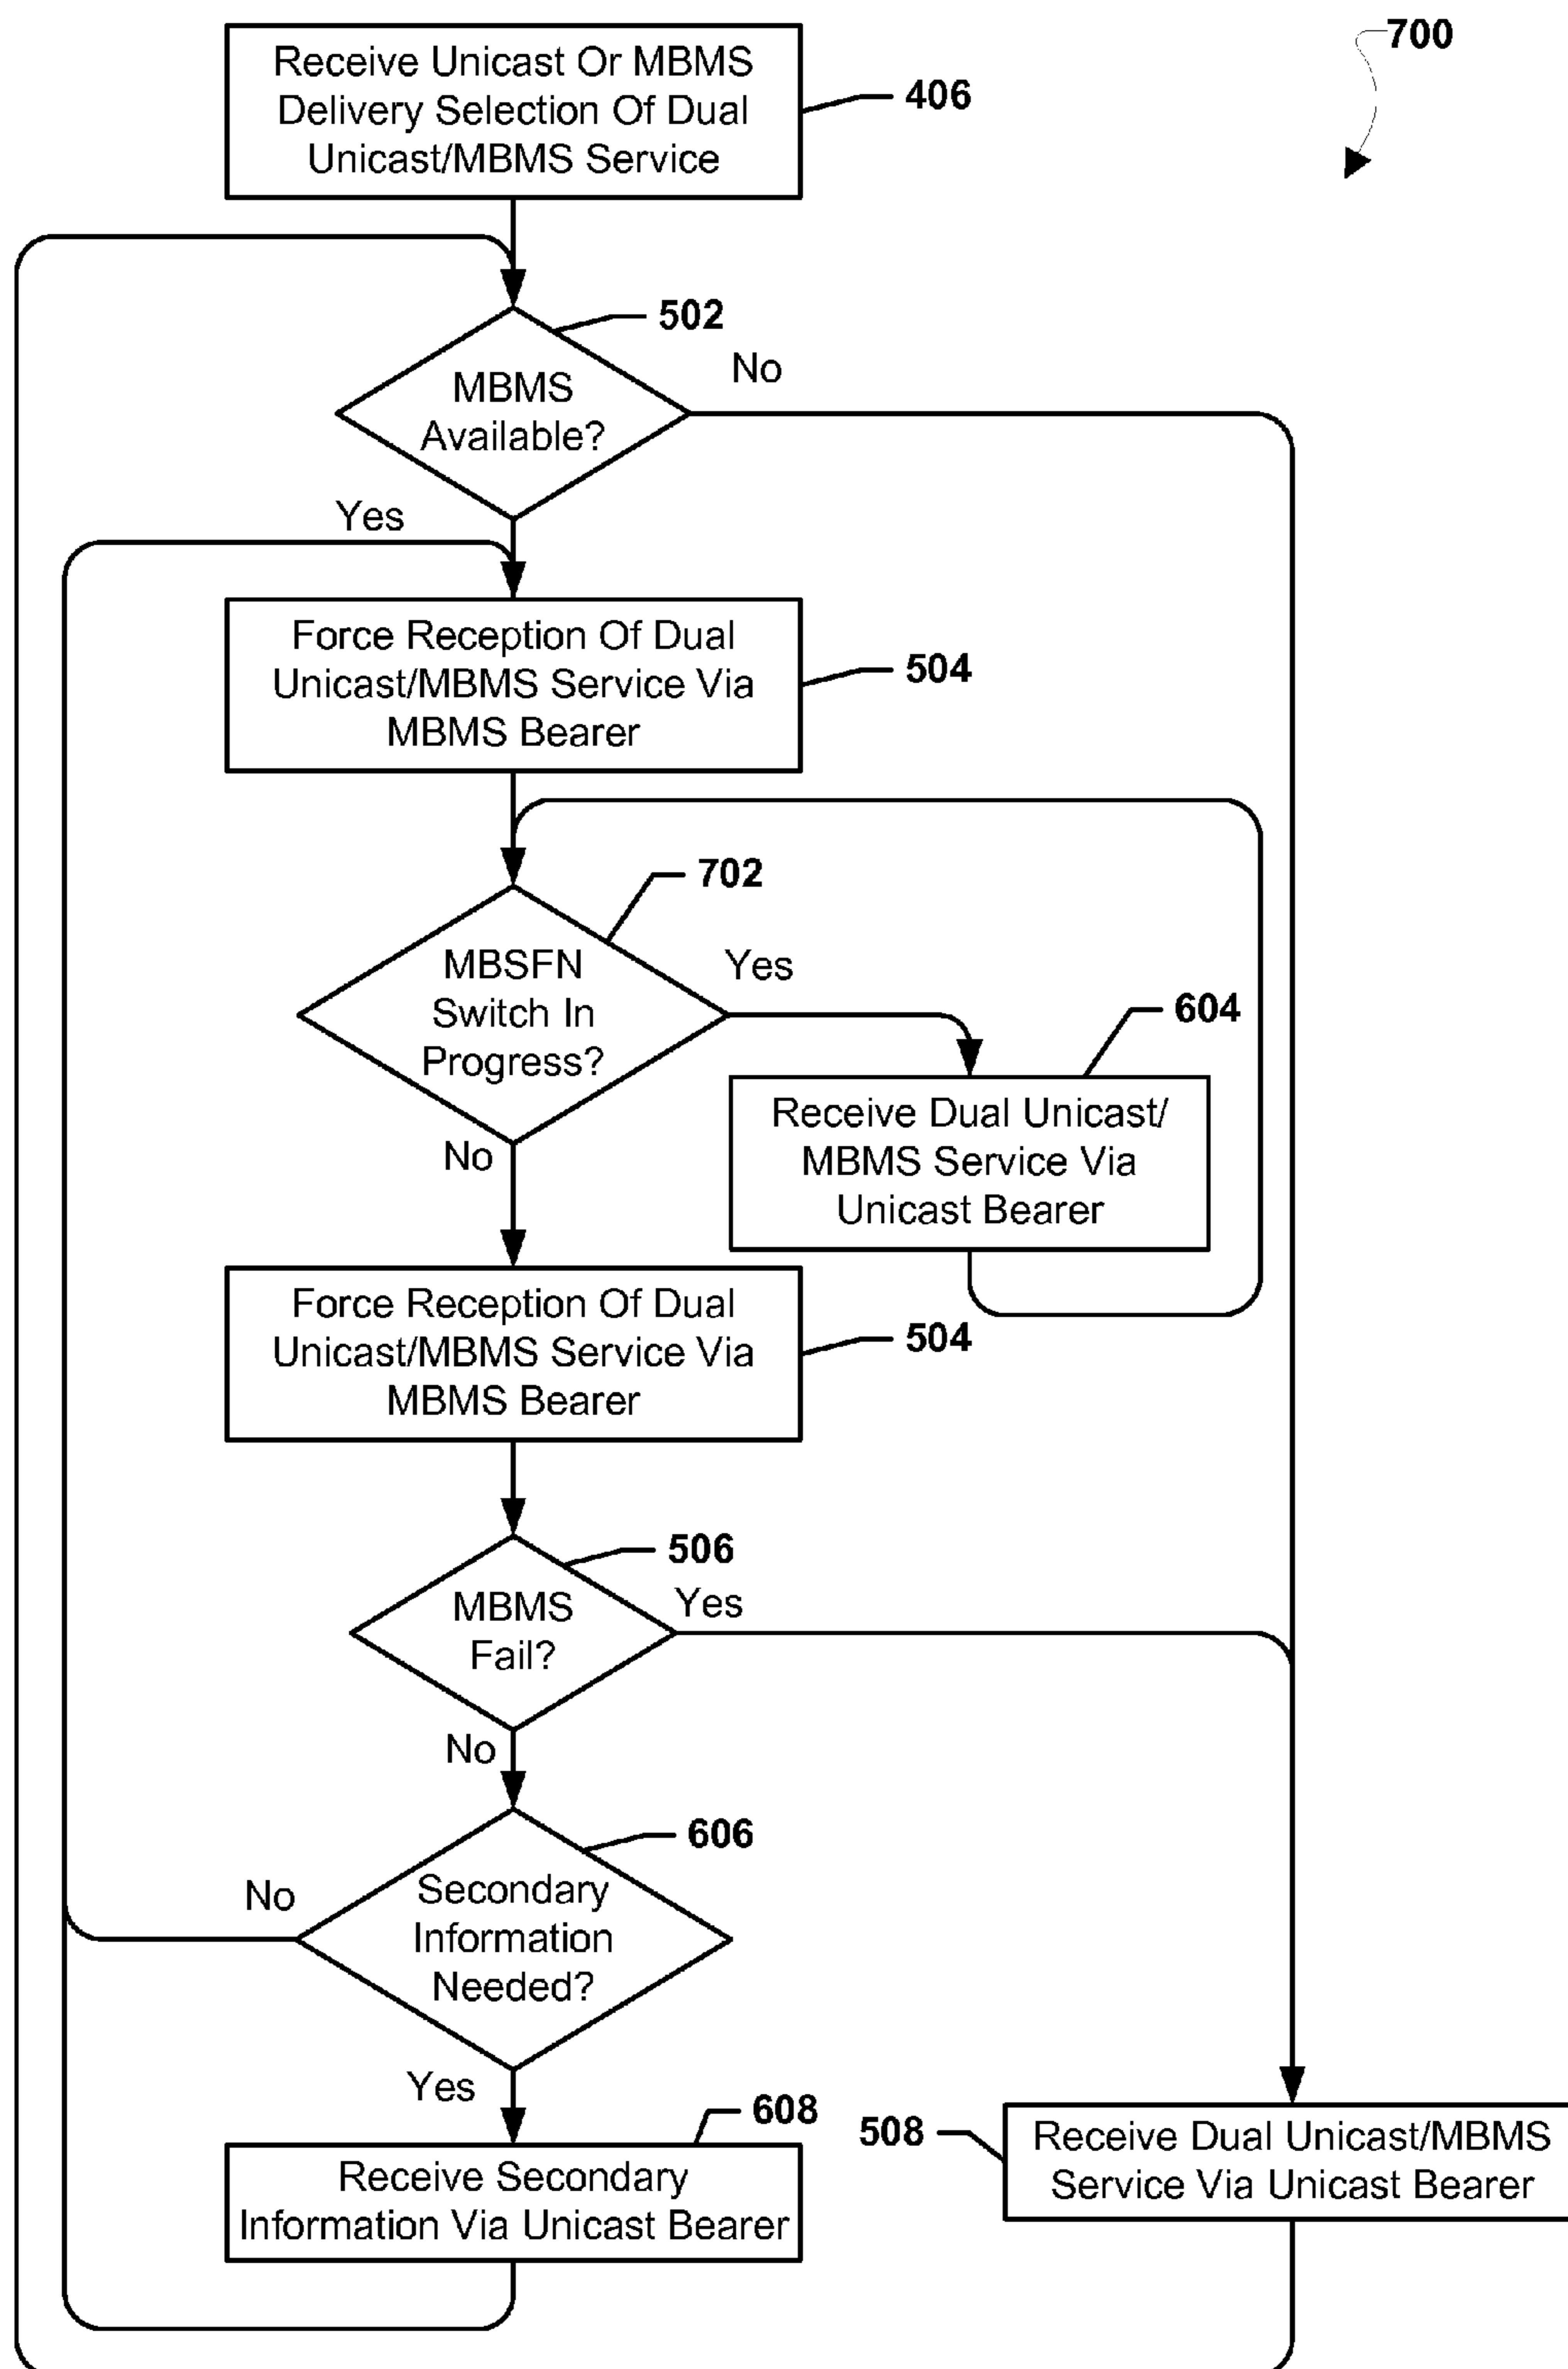 700
Receive Unicast Or MBMS
Delivery Selection Of Dual
Unicast/MBMS Service
406
502
MBMS
Available?
No
Yes
Force Reception Of Dual
Unicast/MBMS Service Via
MBMS Bearer
504
702
MBSFN
Switch In
Progress?
Yes
No
604
Receive Dual Unicast/
MBMS Service Via
Unicast Bearer
Force Reception Of Dual
Unicast/MBMS Service Via
MBMS Bearer
504
506
MBMS
Fail?
Yes
No
606
Secondary
Information
Needed?
No
Yes
608
Receive Secondary
Information Via Unicast Bearer
508
Receive Dual Unicast/MBMS
Service Via Unicast Bearer